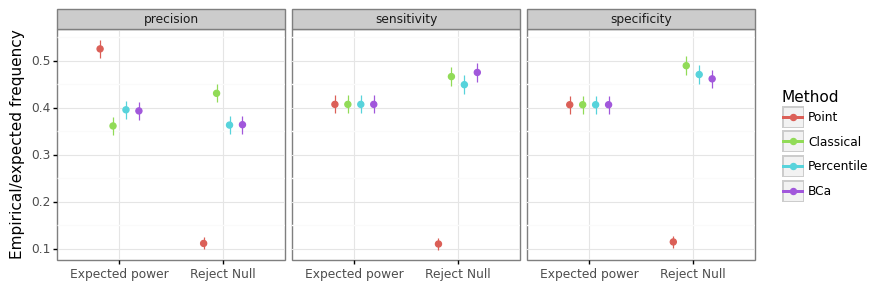 precision
sensitivity
specificity
Empirical/expected frequency
0.5
0.4
0.3
0.2
0.1
Expected power
Reject Null
Expected power
Reject Null
Expected power
Reject Null
Method
Point
Classical
Percentile
BCa